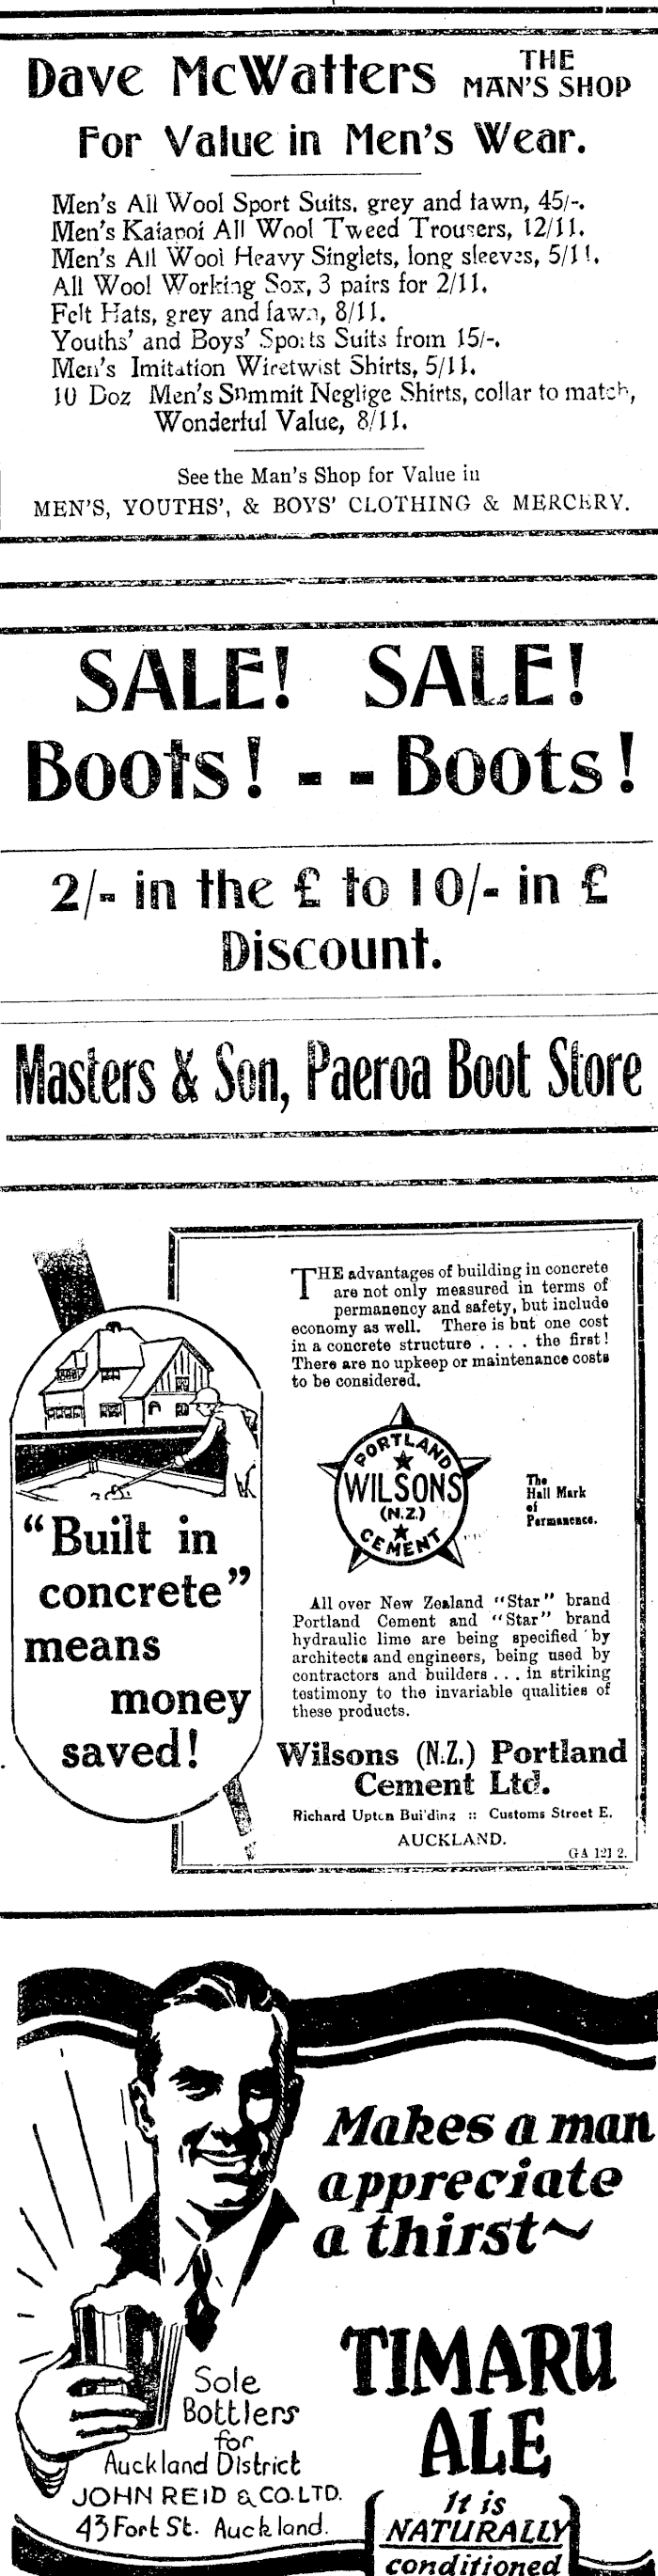 Dave McWatters THE MAN'S SHOP
For Value in Men's Wear.
Men's All Wool Sport Suits, grey and fawn, 45/-.
Men's Kaiapoi All Wool Tweed Trousers, 12/11.
Men's All Wool Heavy Singlets, long sleeves, 5/11.
All Wool Working Sox, 3 pairs for 2/11.
Felt Hats, grey and fawn, 8/11.
Youths' and Boys' Sports Suits from 15/-.
Men's Imitation Wiretwist Shirts, 5/11.
10 Doz Men's Summit Neglige Shirts, collar to match,
Wonderful Value, 8/11.
See the Man's Shop for Value in
MEN'S, YOUTHS', & BOYS' CLOTHING & MERCERY.
SALE! SALE!
Boots! - - Boots!
2/- in the £ to 10/- in £
Discount.
Masters & Son, Paeroa Boot Store
"Built in
concrete"
means
money
saved!
THE advantages of building in concrete
are not only measured in terms of
permanency and safety, but include
economy as well. There is but one cost
in a concrete structure . . . . the first!
There are no upkeep or maintenance costs
to be considered.
PORTLAND
WILSONS
(N.Z.)
CEMENT
The
Hall Mark
of
Permanence.
All over New Zealand "Star" brand
Portland Cement and "Star" brand
hydraulic lime are being specified by
architects and engineers, being used by
contractors and builders . . . in striking
testimony to the invariable qualities of
these products.
Wilsons (N.Z.) Portland
Cement Ltd.
Richard Upton Building :: Customs Street E.
AUCKLAND.
GA 121 2.
Makes a man
appreciate
a thirst~
TIMARU
ALE
Sole
Bottlers
for
Auckland District
JOHN REID & CO. LTD.
43 Fort St. Auckland.
It is
NATURALLY
conditioned